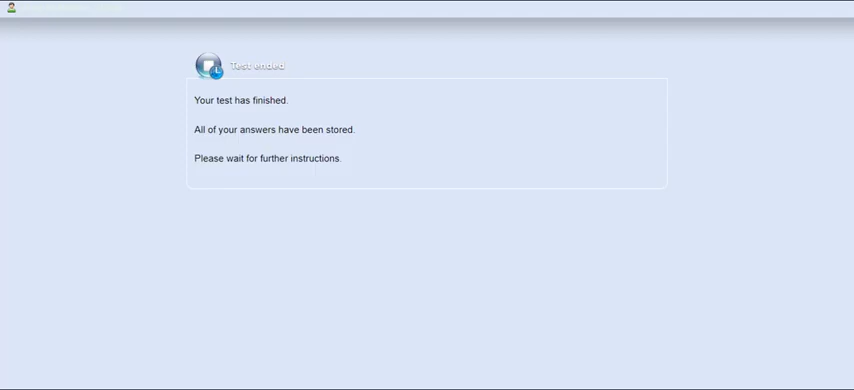 Test ended
Your test has finished.
All of your answers have been stored.
Please wait for further instructions.